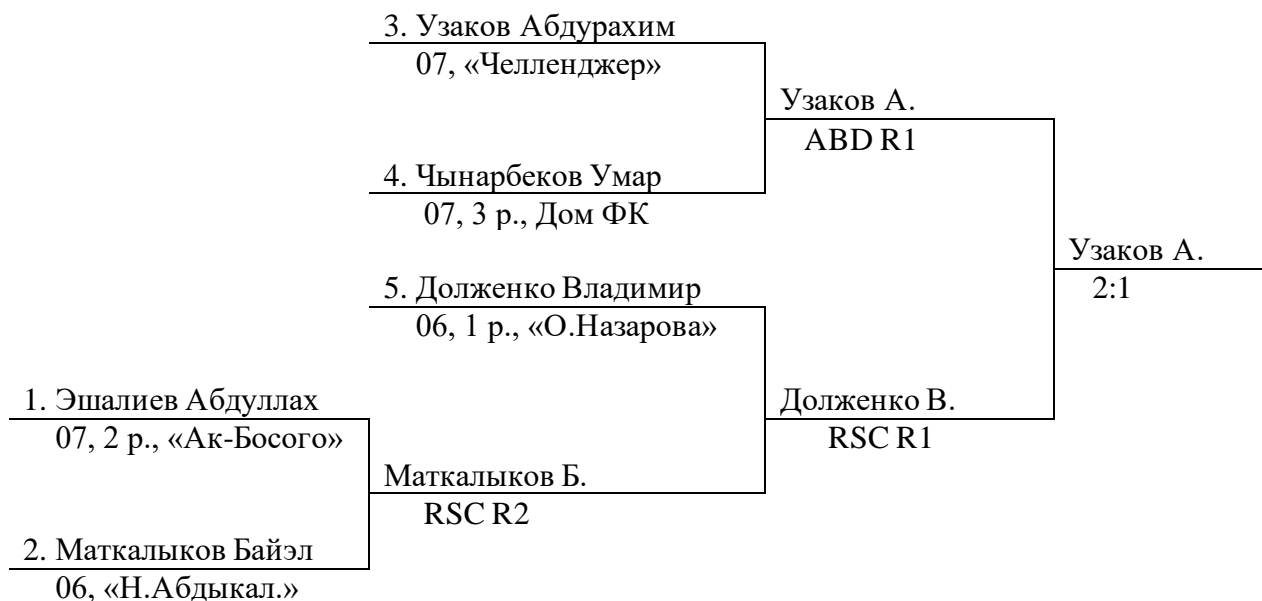 3. Узаков Абдурахим
07, «Челленджер»
Узаков А.
ABD R1
4. Чынарбеков Умар
07, 3 р., Дом ФК
Узаков А.
2:1
5. Долженко Владимир
06, 1 р., «О.Назарова»
1. Эшалиев Абдуллах
07, 2 р., «Ак-Босого»
Долженко В.
RSC R1
Маткалыков Б.
RSC R2
2. Маткалыков Байэл
06, «Н.Абдыкал.»